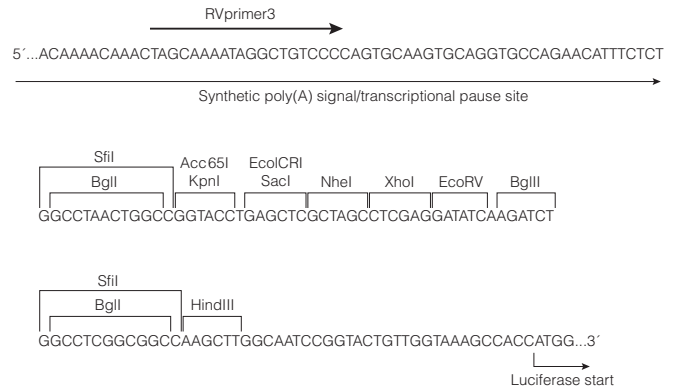 RVprimer3
5´...ACAAAACAAACTAGCAAAATAGGCTGTCCCCAGTGCAAGTGCAGGTGCCAGAACATTTCTCT
Synthetic poly(A) signal/transcriptional pause site
SfiI
Acc65I EcoICRI
BglI KpnI SacI NheI XhoI EcoRV BglII
GGCCTAACTGGCCGGTACCTGAGCTCGCTAGCCTCGAGGATATCAAGATCT
SfiI
BglI HindIII
GGCCTCGGCGGCCAAGCTTGGCAATCCGGTACTGTTGGTAAAGCCACCATGG...3´
Luciferase start